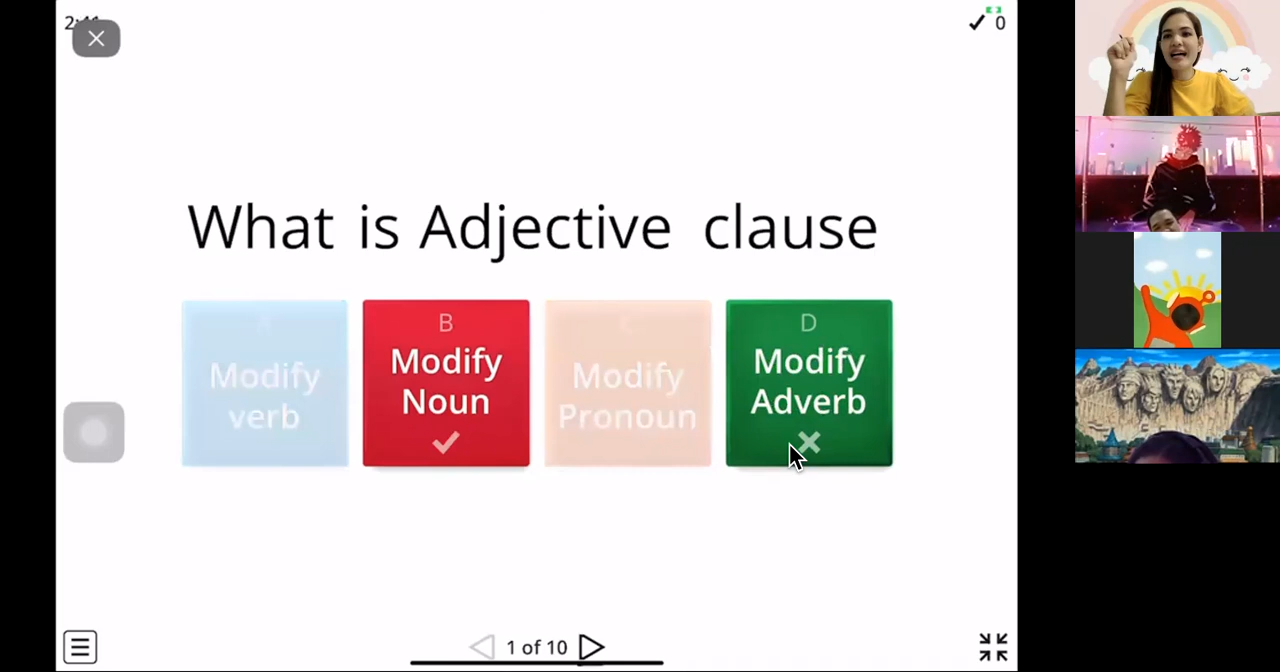 ✓ 0
What is Adjective clause
A
Modify
verb
B
Modify
Noun
C
Modify
Pronoun
D
Modify
Adverb
1 of 10